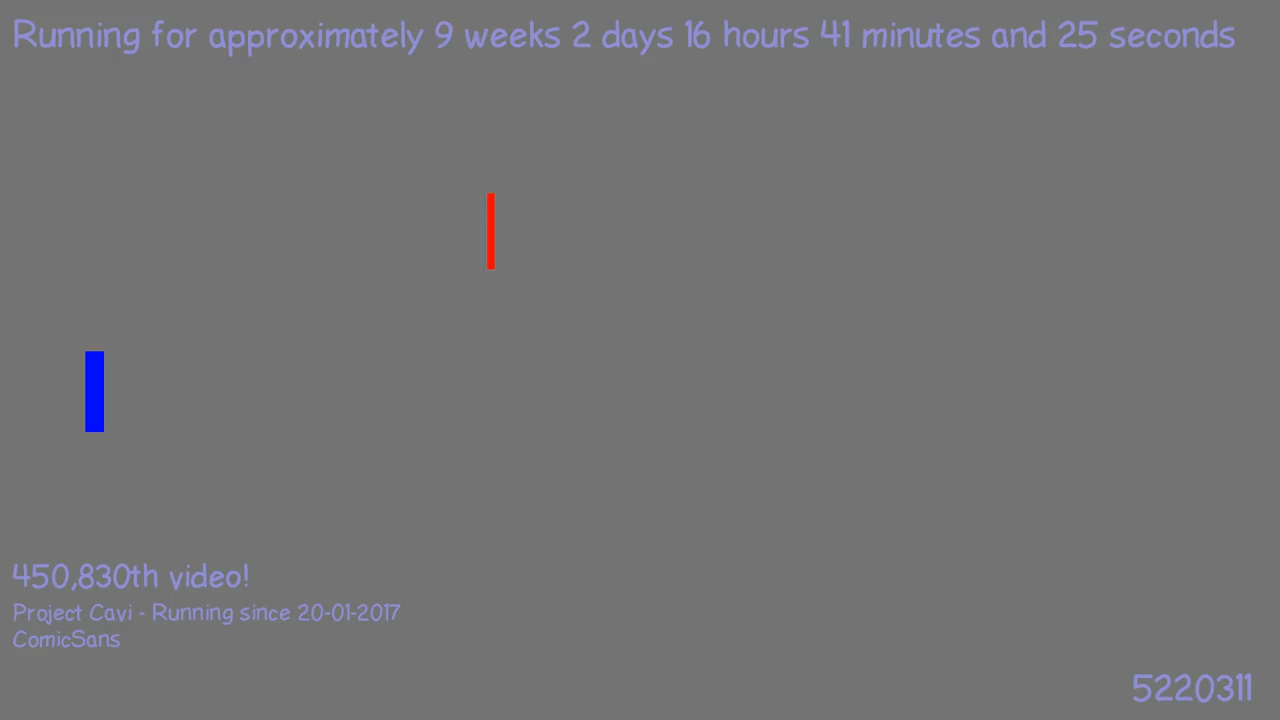 Running for approximately 9 weeks 2 days 16 hours 41 minutes and 25 seconds
450,830th video!
Project Cavi - Running since 20-01-2017
ComicSans
5220311